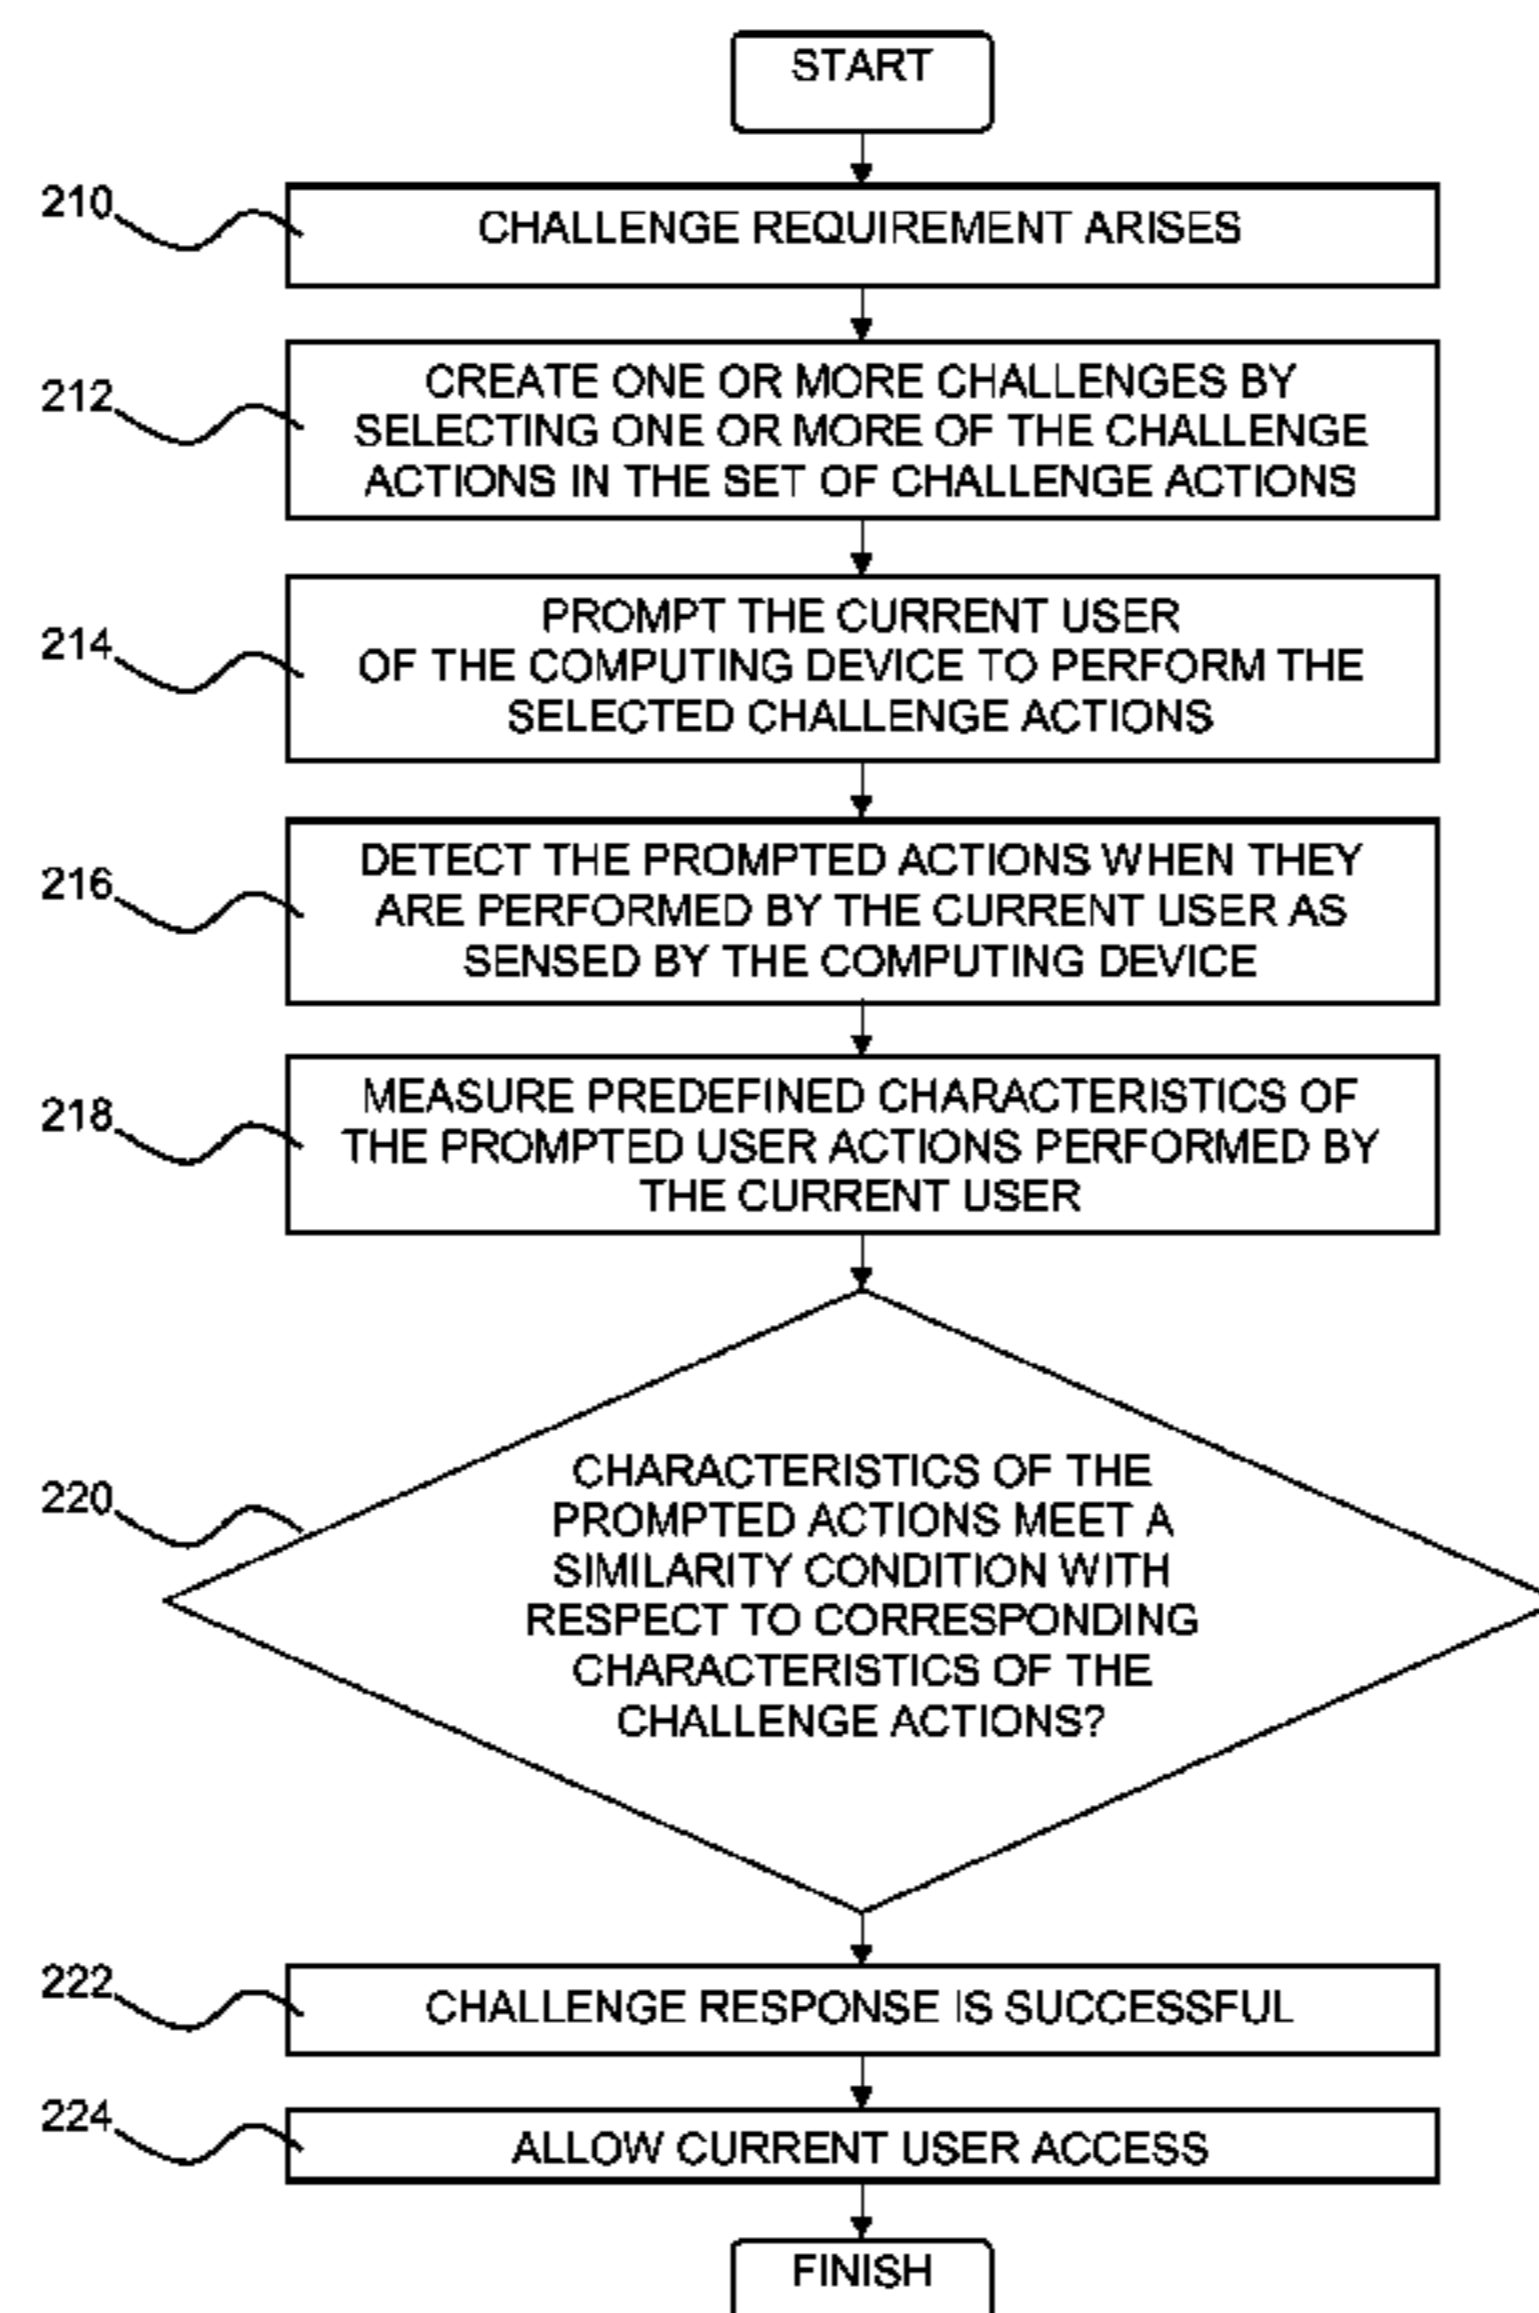 START
210
CHALLENGE REQUIREMENT ARISES
212
CREATE ONE OR MORE CHALLENGES BY
SELECTING ONE OR MORE OF THE CHALLENGE
ACTIONS IN THE SET OF CHALLENGE ACTIONS
214
PROMPT THE CURRENT USER
OF THE COMPUTING DEVICE TO PERFORM THE
SELECTED CHALLENGE ACTIONS
216
DETECT THE PROMPTED ACTIONS WHEN THEY
ARE PERFORMED BY THE CURRENT USER AS
SENSED BY THE COMPUTING DEVICE
218
MEASURE PREDEFINED CHARACTERISTICS OF
THE PROMPTED USER ACTIONS PERFORMED BY
THE CURRENT USER
220
CHARACTERISTICS OF THE
PROMPTED ACTIONS MEET A
SIMILARITY CONDITION WITH
RESPECT TO CORRESPONDING
CHARACTERISTICS OF THE
CHALLENGE ACTIONS?
222
CHALLENGE RESPONSE IS SUCCESSFUL
224
ALLOW CURRENT USER ACCESS
FINISH